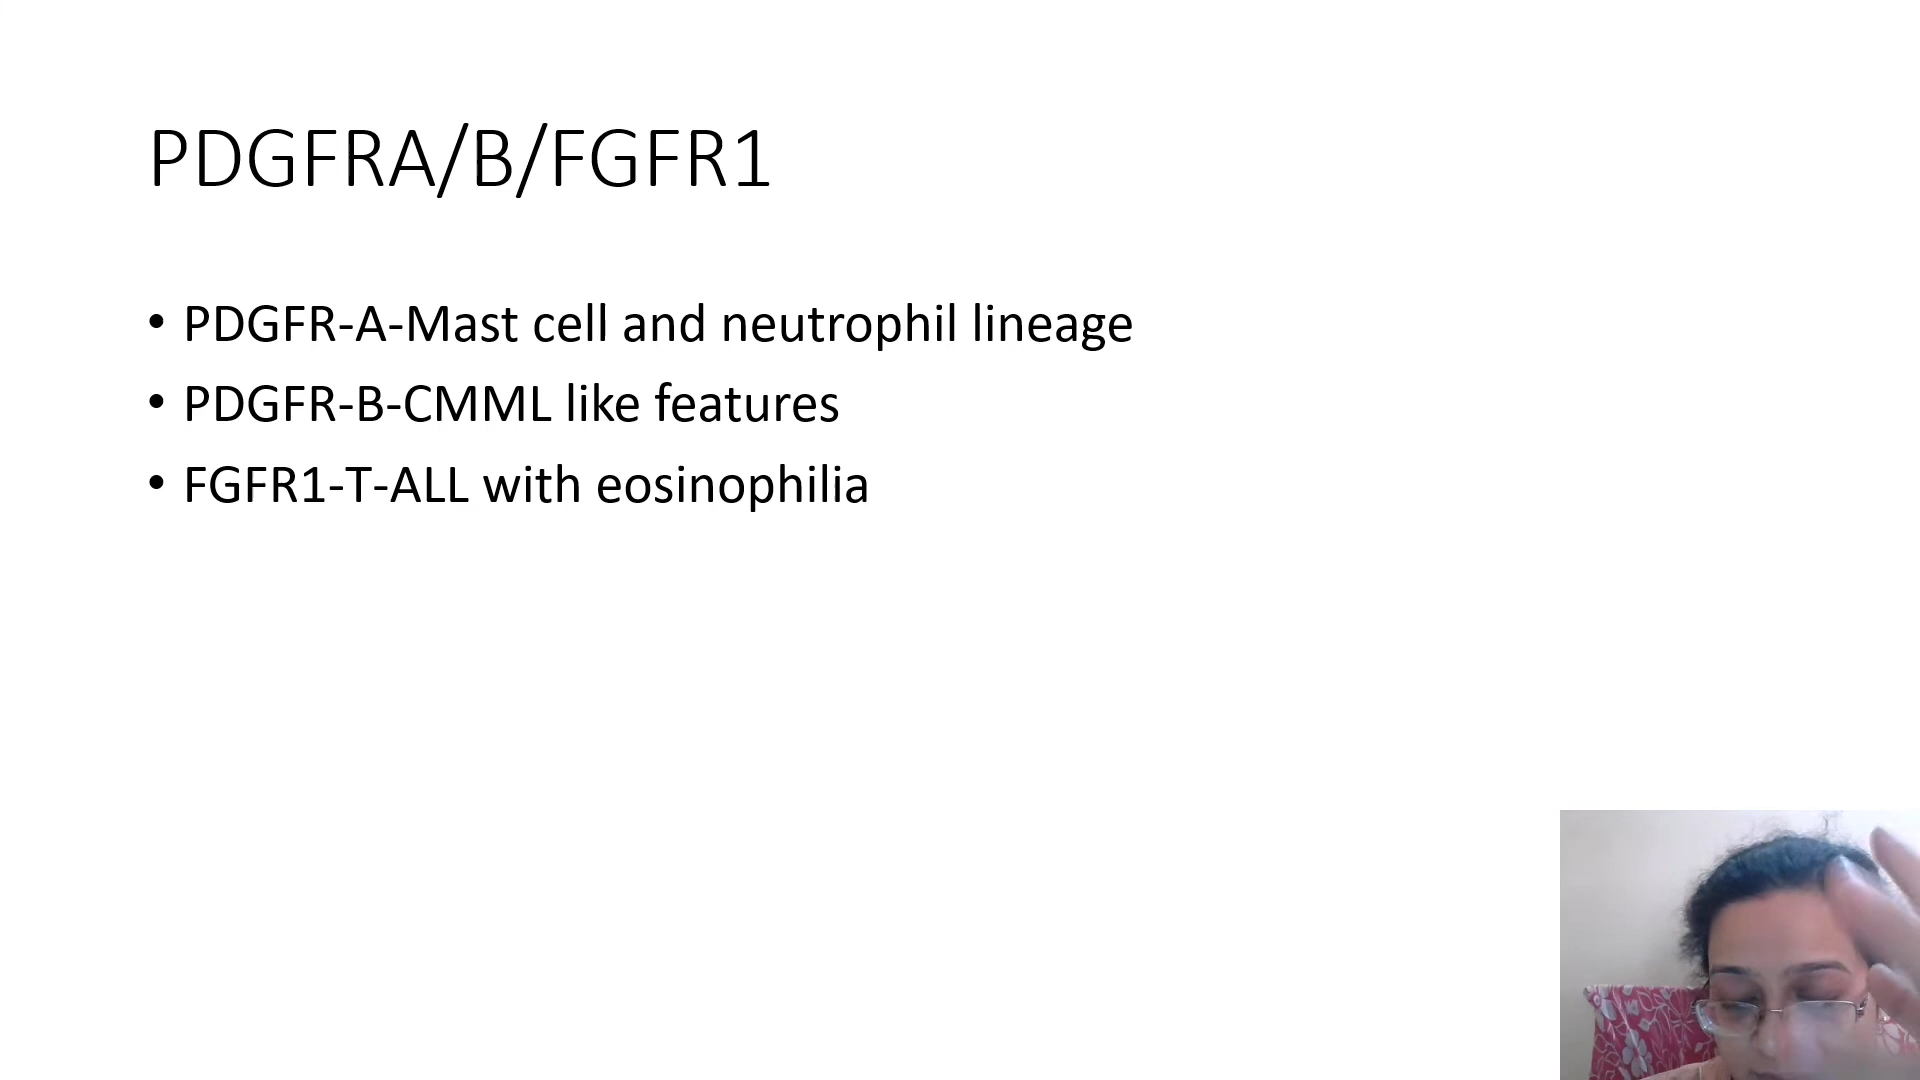 PDGFRA/B/FGFR1
• PDGFR-A-Mast cell and neutrophil lineage
• PDGFR-B-CMML like features
• FGFR1-T-ALL with eosinophilia